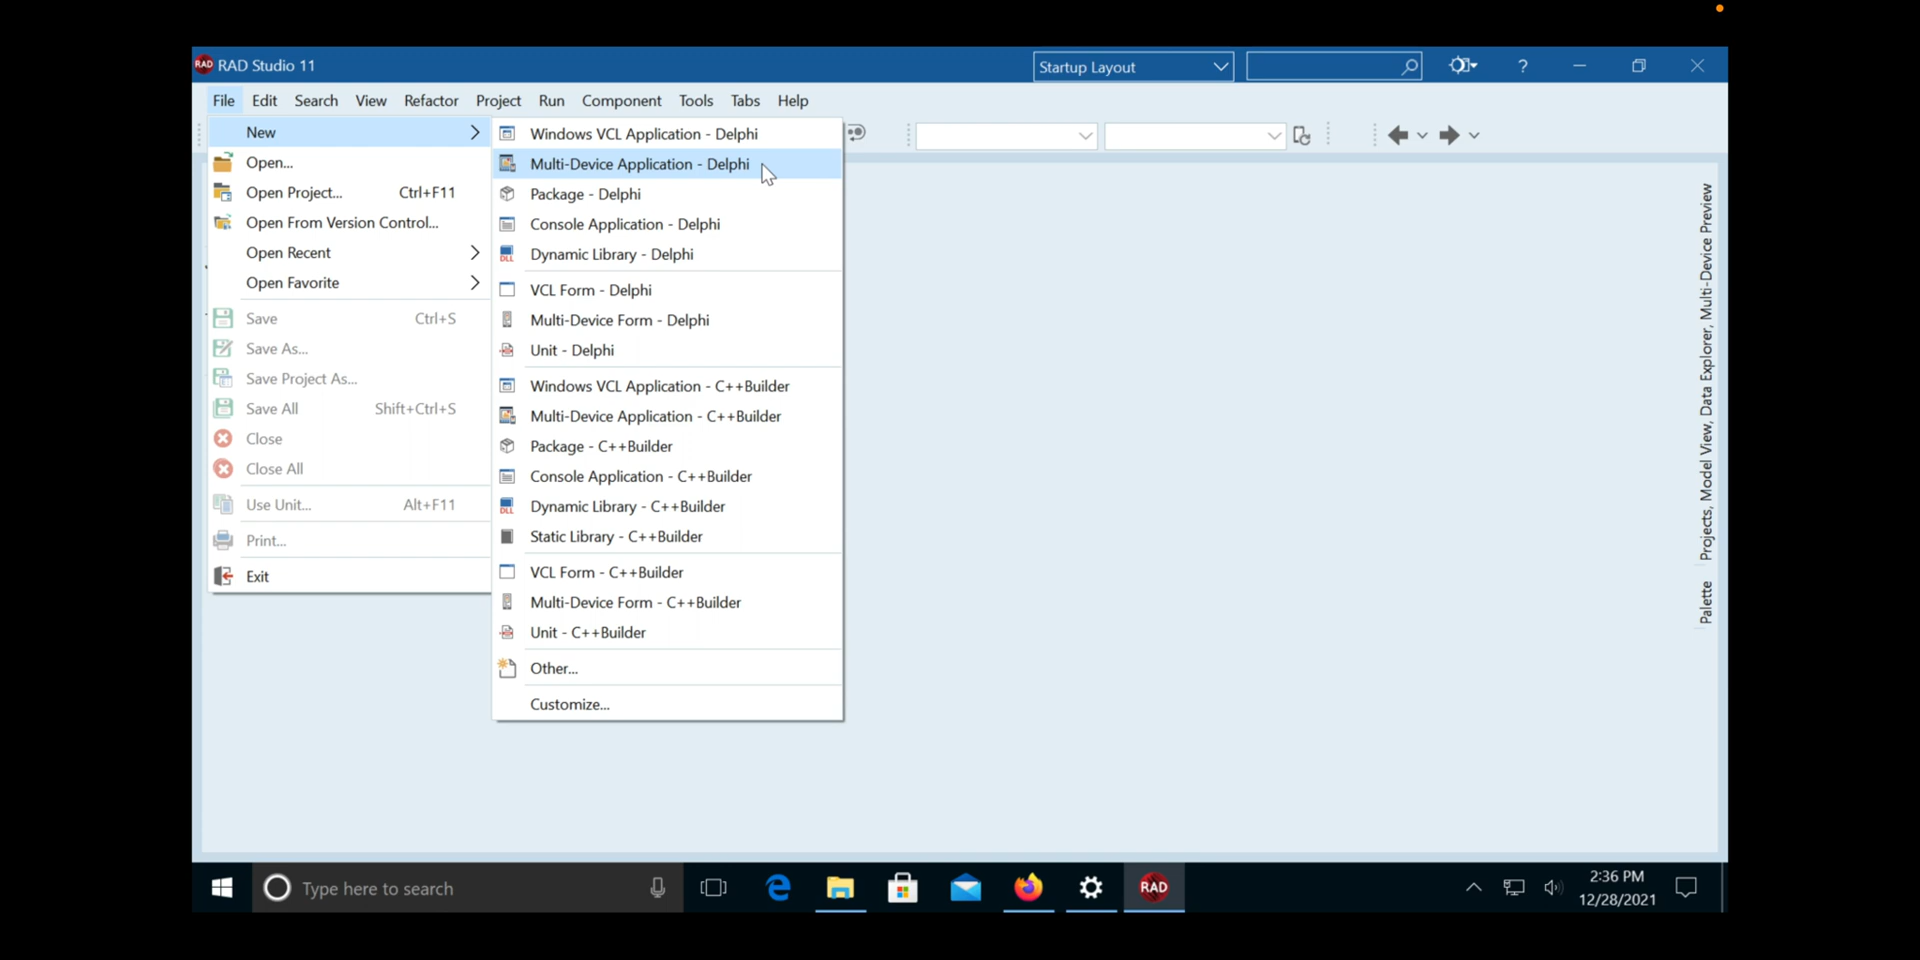 RAD RAD Studio 11
Startup Layout
?
File Edit Search View Refactor Project Run Component Tools Tabs Help
New
Open...
Open Project... Ctrl+F11
Open From Version Control...
Open Recent
Open Favorite
Save Ctrl+S
Save As...
Save Project As...
Save All Shift+Ctrl+S
Close
Close All
Use Unit... Alt+F11
Print...
Exit
Windows VCL Application - Delphi
Multi-Device Application - Delphi
Package - Delphi
Console Application - Delphi
DLL Dynamic Library - Delphi
VCL Form - Delphi
Multi-Device Form - Delphi
Unit - Delphi
Windows VCL Application - C++Builder
Multi-Device Application - C++Builder
Package - C++Builder
Console Application - C++Builder
DLL Dynamic Library - C++Builder
Static Library - C++Builder
VCL Form - C++Builder
Multi-Device Form - C++Builder
Unit - C++Builder
Other...
Customize...
Projects, Model View, Data Explorer, Multi-Device Preview
Palette
Type here to search
RAD
2:36 PM
12/28/2021